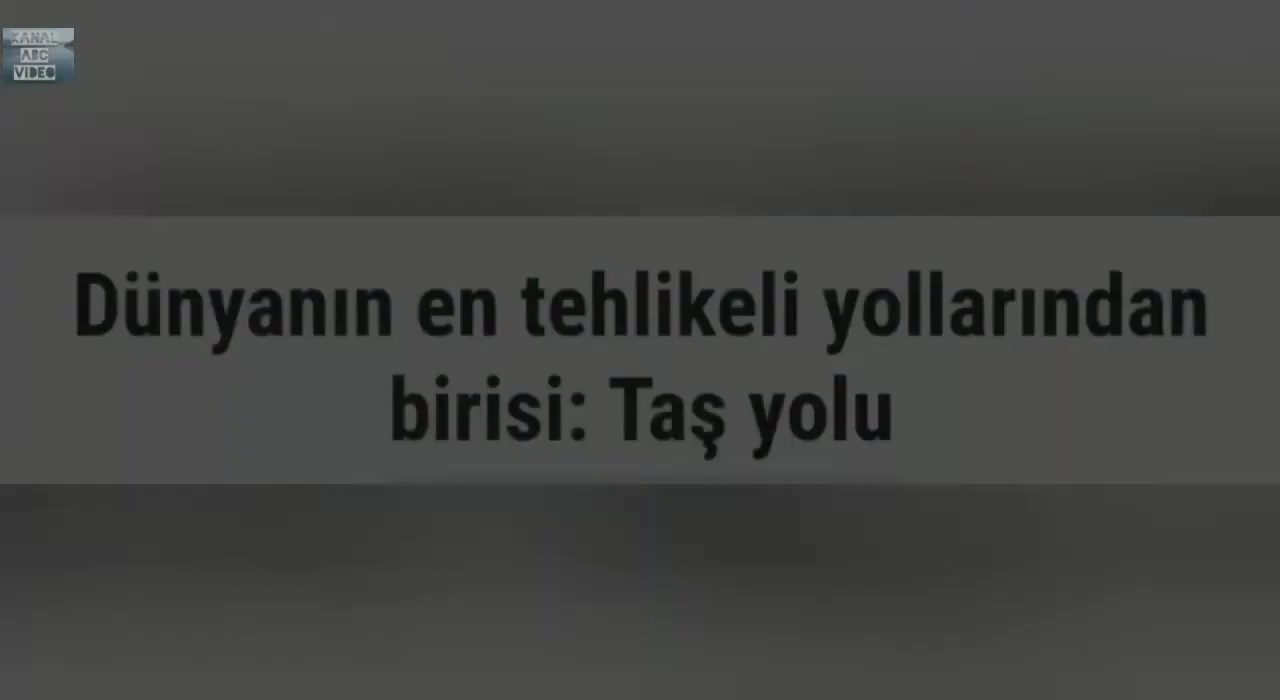 KANAL
ABC
VIDEO
Dünyanın en tehlikeli yollarından
birisi: Taş yolu